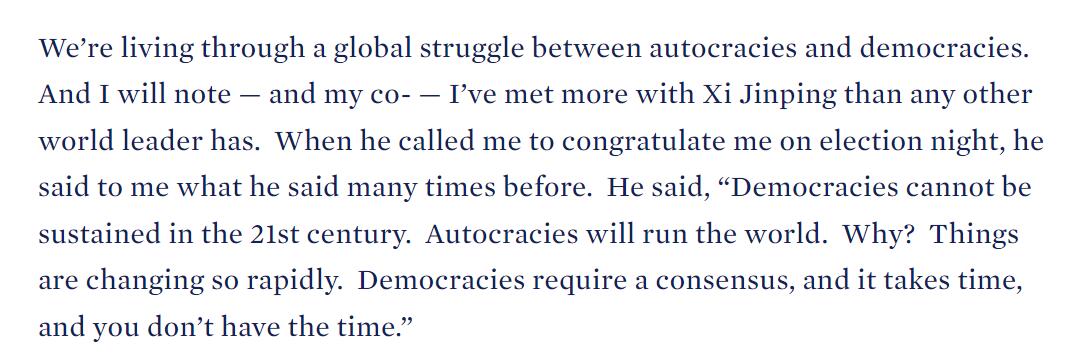 We’re living through a global struggle between autocracies and democracies.
And I will note — and my co- — I’ve met more with Xi Jinping than any other
world leader has.  When he called me to congratulate me on election night, he
said to me what he said many times before.  He said, “Democracies cannot be
sustained in the 21st century.  Autocracies will run the world.  Why?  Things
are changing so rapidly.  Democracies require a consensus, and it takes time,
and you don’t have the time.”